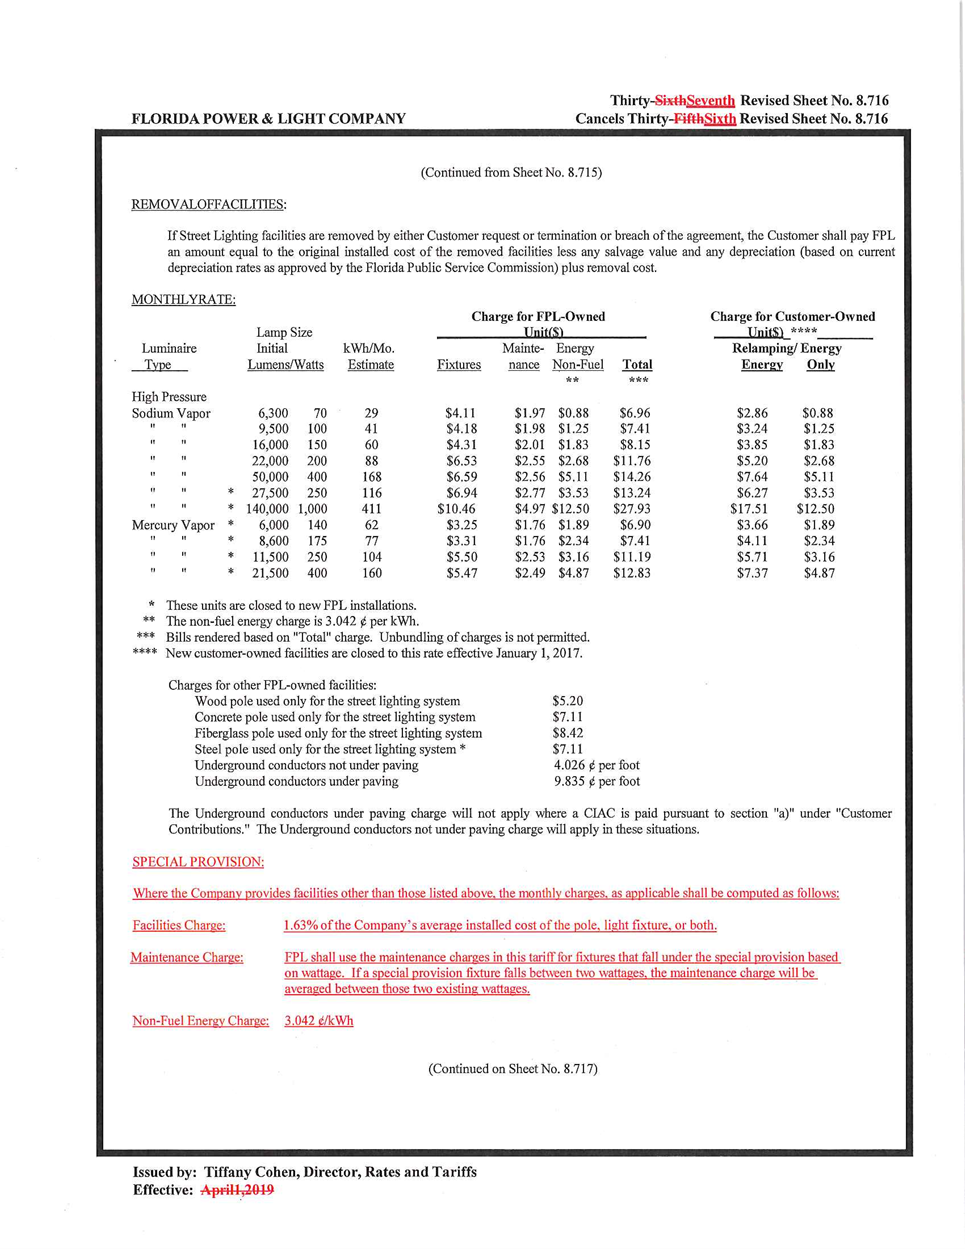 Thirty-SixthSeventh Revised Sheet No. 8.716
FLORIDA POWER & LIGHT COMPANY Cancels Thirty-FifthSixth Revised Sheet No. 8.716
(Continued from Sheet No. 8.715)
REMOVALOFFACILITIES:
If Street Lighting facilities are removed by either Customer request or termination or breach of the agreement, the Customer shall pay FPL
an amount equal to the original installed cost of the removed facilities less any salvage value and any depreciation (based on current
depreciation rates as approved by the Florida Public Service Commission) plus removal cost.
MONTHLYRATE:
Charge for FPL-Owned Charge for Customer-Owned
Lamp Size Unit($) Unit($) ****
Luminaire Initial kWh/Mo. Mainte- Energy Relamping/ Energy
Type Lumens/Watts Estimate Fixtures nance Non-Fuel Total Energy Only
** ***
High Pressure
Sodium Vapor 6,300 70 29 $4.11 $1.97 $0.88 $6.96 $2.86 $0.88
" " 9,500 100 41 $4.18 $1.98 $1.25 $7.41 $3.24 $1.25
" " 16,000 150 60 $4.31 $2.01 $1.83 $8.15 $3.85 $1.83
" " 22,000 200 88 $6.53 $2.55 $2.68 $11.76 $5.20 $2.68
" " 50,000 400 168 $6.59 $2.56 $5.11 $14.26 $7.64 $5.11
" " * 27,500 250 116 $6.94 $2.77 $3.53 $13.24 $6.27 $3.53
" " * 140,000 1,000 411 $10.46 $4.97 $12.50 $27.93 $17.51 $12.50
Mercury Vapor * 6,000 140 62 $3.25 $1.76 $1.89 $6.90 $3.66 $1.89
" " * 8,600 175 77 $3.31 $1.76 $2.34 $7.41 $4.11 $2.34
" " * 11,500 250 104 $5.50 $2.53 $3.16 $11.19 $5.71 $3.16
" " * 21,500 400 160 $5.47 $2.49 $4.87 $12.83 $7.37 $4.87
* These units are closed to new FPL installations.
** The non-fuel energy charge is 3.042 ¢ per kWh.
*** Bills rendered based on "Total" charge. Unbundling of charges is not permitted.
**** New customer-owned facilities are closed to this rate effective January 1, 2017.
Charges for other FPL-owned facilities:
Wood pole used only for the street lighting system $5.20
Concrete pole used only for the street lighting system $7.11
Fiberglass pole used only for the street lighting system $8.42
Steel pole used only for the street lighting system * $7.11
Underground conductors not under paving 4.026 ¢ per foot
Underground conductors under paving 9.835 ¢ per foot
The Underground conductors under paving charge will not apply where a CIAC is paid pursuant to section "a)" under "Customer
Contributions." The Underground conductors not under paving charge will apply in these situations.
SPECIAL PROVISION:
Where the Company provides facilities other than those listed above, the monthly charges, as applicable shall be computed as follows:
Facilities Charge: 1.63% of the Company's average installed cost of the pole, light fixture, or both.
Maintenance Charge: FPL shall use the maintenance charges in this tariff for fixtures that fall under the special provision based
on wattage. If a special provision fixture falls between two wattages, the maintenance charge will be
averaged between those two existing wattages.
Non-Fuel Energy Charge: 3.042 ¢/kWh
(Continued on Sheet No. 8.717)
Issued by: Tiffany Cohen, Director, Rates and Tariffs
Effective: April1,2019